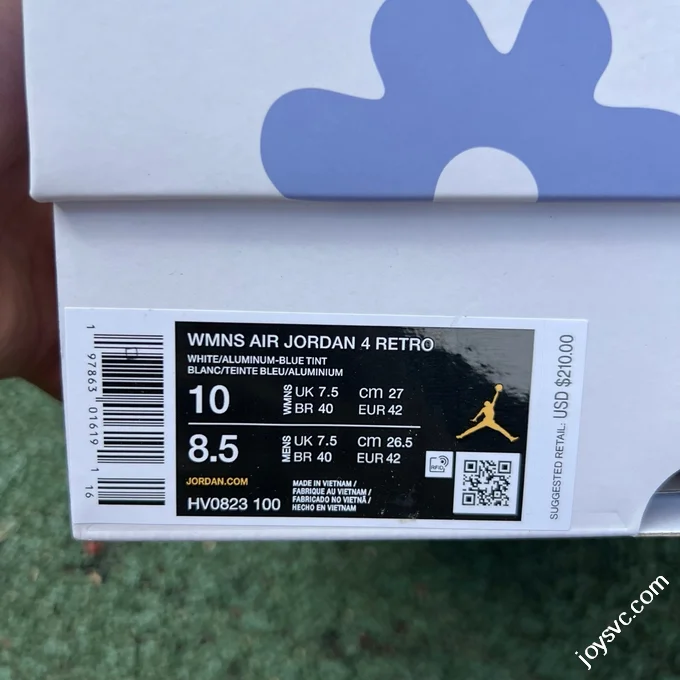 WMNS AIR JORDAN 4 RETRO
WHITE/ALUMINUM-BLUE TINT
BLANC/TEINTE BLEU/ALUMINIUM
10 WMNS UK 7.5 CM 27
BR 40 EUR 42
8.5 MENS UK 7.5 CM 26.5
BR 40 EUR 42
JORDAN.COM
HV0823 100
MADE IN VIETNAM /
FABRIQUE AU VIETNAM /
FABRICADO NO VIETNÃ /
HECHO EN VIETNAM
RFID
SUGGESTED RETAIL: USD $210.00
1 97863 01619 1 16
joysvc.com